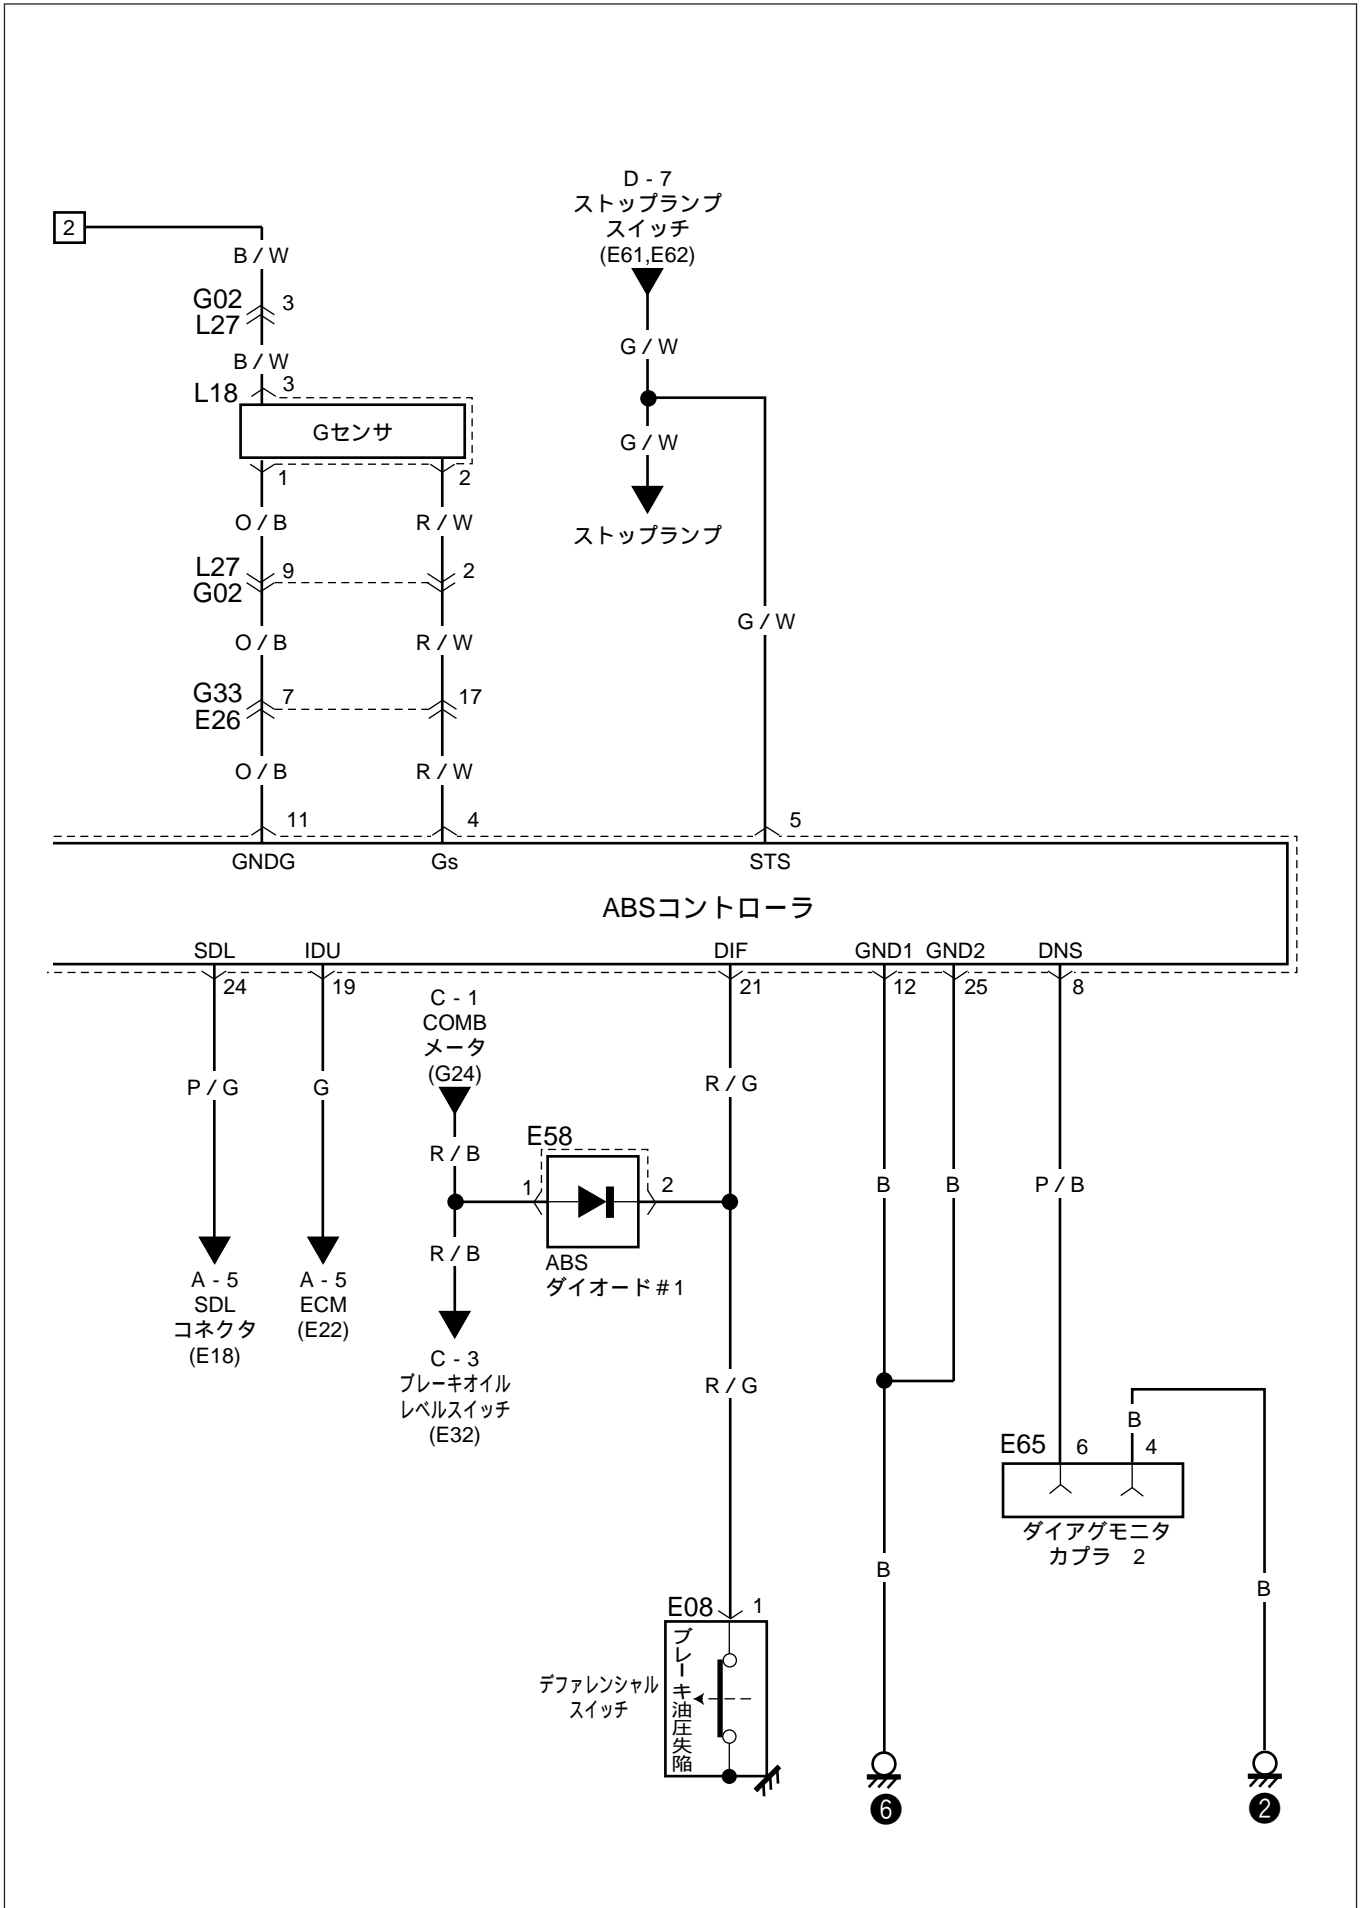 2
B / W
G02
L27
3
B / W
L18
3
Gセンサ
1
2
O / B
R / W
L27
G02
9
2
O / B
R / W
G33
E26
7
17
O / B
R / W
11
4
D - 7
ストップランプ
スイッチ
(E61,E62)
G / W
G / W
ストップランプ
G / W
5
GNDG
Gs
STS
ABSコントローラ
SDL
IDU
DIF
GND1
GND2
DNS
24
19
21
12
25
8
P / G
G
A - 5
SDL
コネクタ
(E18)
A - 5
ECM
(E22)
C - 1
COMB
メータ
(G24)
R / B
R / B
C - 3
ブレーキオイル
レベルスイッチ
(E32)
E58
1
2
ABS
ダイオード#1
R / G
R / G
E08
1
ブレーキ油圧失陥
デファレンシャル
スイッチ
B
B
B
6
P / B
E65
6
4
B
ダイアグモニタ
カプラ 2
B
2